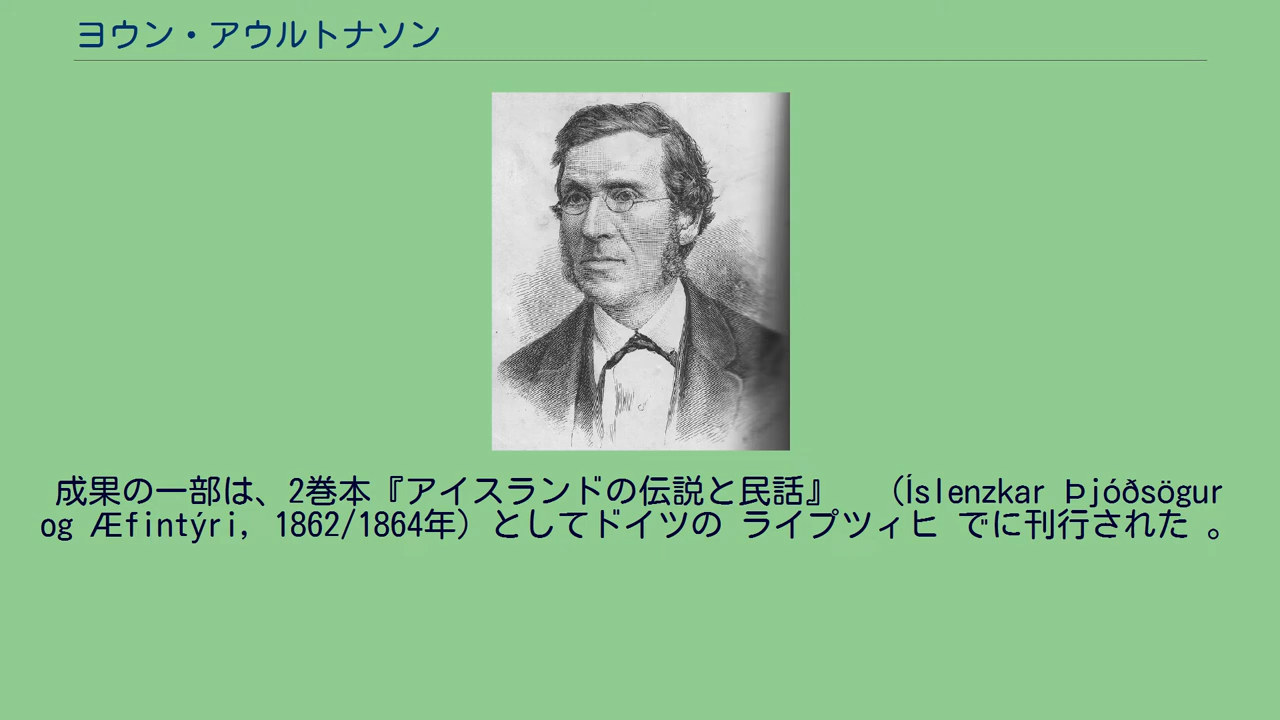 ヨウン・アウルトナソン
成果の一部は、2巻本『アイスランドの伝説と民話』 （Íslenzkar Þjóðsögur
og Æfintýri, 1862/1864年）としてドイツの ライプツィヒ でに刊行された 。